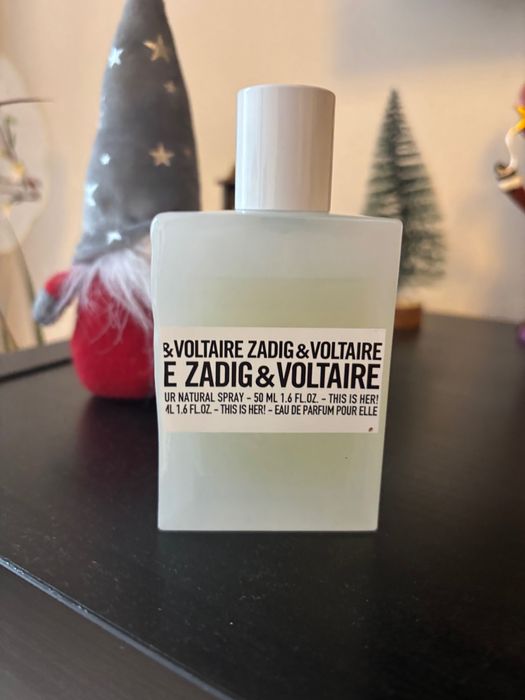 &VOLTAIRE ZADIG&VOLTAIRE
E ZADIG&VOLTAIRE
UR NATURAL SPRAY - 50 ML 1.6 FL.OZ. - THIS IS HER!
ML 1.6 FL.OZ. - THIS IS HER! - EAU DE PARFUM POUR ELLE